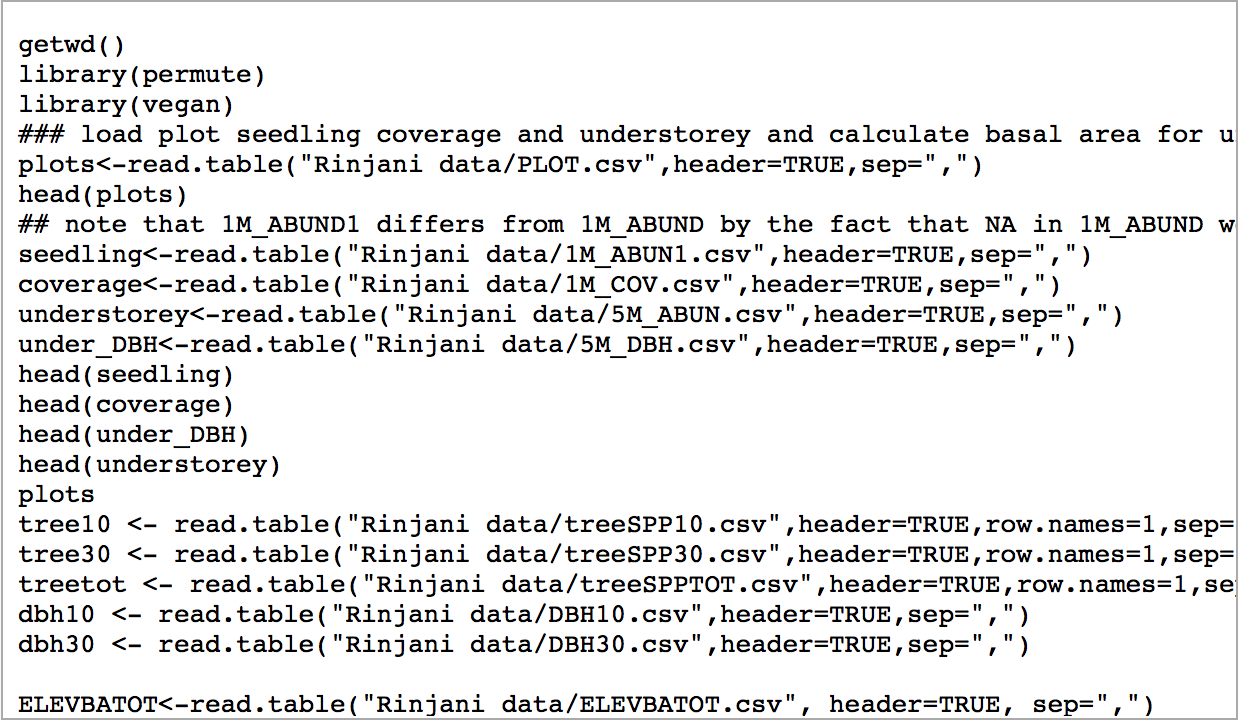 getwd()
library(permute)
library(vegan)
### load plot seedling coverage and understorey and calculate basal area for u
plots<-read.table("Rinjani data/PLOT.csv",header=TRUE,sep=",")
head(plots)
## note that 1M_ABUND1 differs from 1M_ABUND by the fact that NA in 1M_ABUND w
seedling<-read.table("Rinjani data/1M_ABUN1.csv",header=TRUE,sep=",")
coverage<-read.table("Rinjani data/1M_COV.csv",header=TRUE,sep=",")
understorey<-read.table("Rinjani data/5M_ABUN.csv",header=TRUE,sep=",")
under_DBH<-read.table("Rinjani data/5M_DBH.csv",header=TRUE,sep=",")
head(seedling)
head(coverage)
head(under_DBH)
head(understorey)
plots
tree10 <- read.table("Rinjani data/treeSPP10.csv",header=TRUE,row.names=1,sep=
tree30 <- read.table("Rinjani data/treeSPP30.csv",header=TRUE,row.names=1,sep=
treetot <- read.table("Rinjani data/treeSPPTOT.csv",header=TRUE,row.names=1,se
dbh10 <- read.table("Rinjani data/DBH10.csv",header=TRUE,sep=",")
dbh30 <- read.table("Rinjani data/DBH30.csv",header=TRUE,sep=",")
ELEVBATOT<-read.table("Rinjani data/ELEVBATOT.csv", header=TRUE, sep=",")